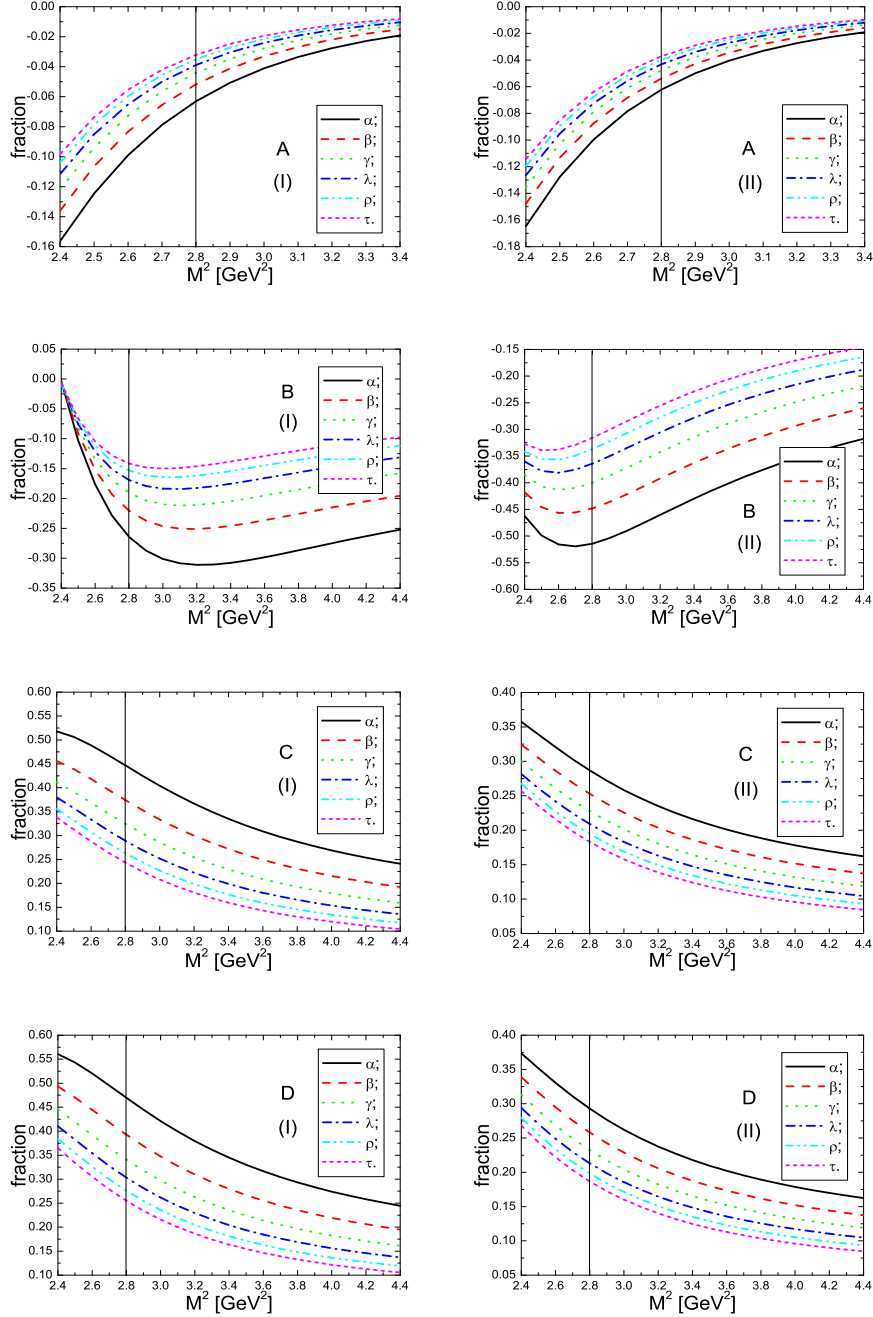 0.00
-0.02
-0.04
-0.06
-0.08
-0.10
-0.12
-0.14
-0.16
fraction
A
(I)
α;
β;
γ;
λ;
ρ;
τ.
2.4 2.5 2.6 2.7 2.8 2.9 3.0 3.1 3.2 3.3 3.4
M² [GeV²]
0.00
-0.02
-0.04
-0.06
-0.08
-0.10
-0.12
-0.14
-0.16
-0.18
fraction
A
(II)
α;
β;
γ;
λ;
ρ;
τ.
2.4 2.5 2.6 2.7 2.8 2.9 3.0 3.1 3.2 3.3 3.4
M² [GeV²]
0.05
0.00
-0.05
-0.10
-0.15
-0.20
-0.25
-0.30
-0.35
fraction
B
(I)
α;
β;
γ;
λ;
ρ;
τ.
2.4 2.6 2.8 3.0 3.2 3.4 3.6 3.8 4.0 4.2 4.4
M² [GeV²]
-0.15
-0.20
-0.25
-0.30
-0.35
-0.40
-0.45
-0.50
-0.55
-0.60
fraction
B
(II)
α;
β;
γ;
λ;
ρ;
τ.
2.4 2.6 2.8 3.0 3.2 3.4 3.6 3.8 4.0 4.2 4.4
M² [GeV²]
0.60
0.55
0.50
0.45
0.40
0.35
0.30
0.25
0.20
0.15
0.10
fraction
C
(I)
α;
β;
γ;
λ;
ρ;
τ.
2.4 2.6 2.8 3.0 3.2 3.4 3.6 3.8 4.0 4.2 4.4
M² [GeV²]
0.40
0.35
0.30
0.25
0.20
0.15
0.10
0.05
fraction
C
(II)
α;
β;
γ;
λ;
ρ;
τ.
2.4 2.6 2.8 3.0 3.2 3.4 3.6 3.8 4.0 4.2 4.4
M² [GeV²]
0.60
0.55
0.50
0.45
0.40
0.35
0.30
0.25
0.20
0.15
0.10
fraction
D
(I)
α;
β;
γ;
λ;
ρ;
τ.
2.4 2.6 2.8 3.0 3.2 3.4 3.6 3.8 4.0 4.2 4.4
M² [GeV²]
0.40
0.35
0.30
0.25
0.20
0.15
0.10
0.05
fraction
D
(II)
α;
β;
γ;
λ;
ρ;
τ.
2.4 2.6 2.8 3.0 3.2 3.4 3.6 3.8 4.0 4.2 4.4
M² [GeV²]